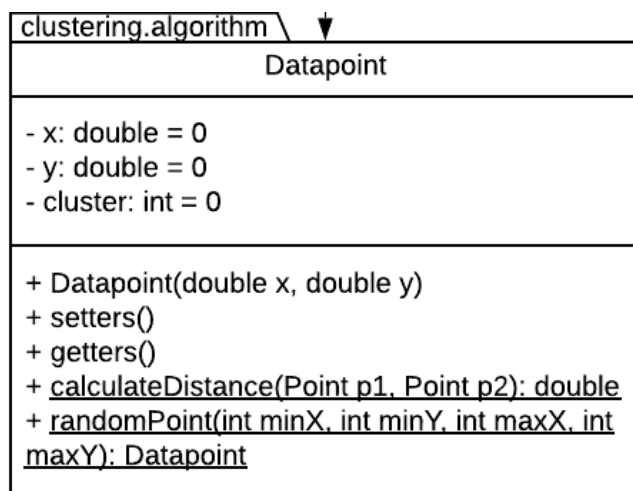 clustering.algorithm
Datapoint
- x: double = 0
- y: double = 0
- cluster: int = 0
+ Datapoint(double x, double y)
+ setters()
+ getters()
+ calculateDistance(Point p1, Point p2): double
+ randomPoint(int minX, int minY, int maxX, int
maxY): Datapoint